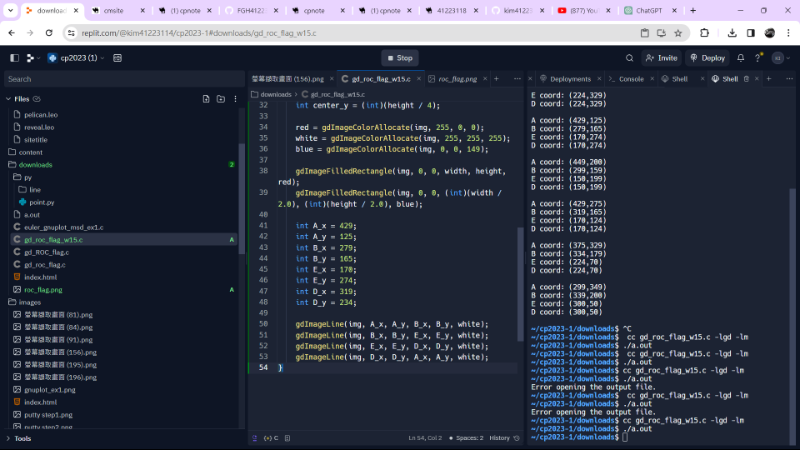 downloads
cmsite
(1) cpnote
FGH4122
cpnote
(1) cpnote
41223118
kim4122
(877) You
ChatGPT
replit.com/@kim41223114/cp2023-1#downloads/gd_roc_flag_w15.c
cp2023 (1)
Stop
Invite
Deploy
Search
Files
pelican.leo
reveal.leo
sitetitle
content
downloads 2
py
line
point.py
a.out
euler_gnuplot_msd_ex1.c
gd_roc_flag_w15.c A
gd_ROC_flag.c
gd_roc_flag.c
index.html
roc_flag.png A
images
螢幕擷取畫面 (81).png
螢幕擷取畫面 (84).png
螢幕擷取畫面 (91).png
螢幕擷取畫面 (156).png
螢幕擷取畫面 (195).png
螢幕擷取畫面 (196).png
gnuplot_ex1.png
index.html
putty step1.png
putty step2.png
Tools
螢幕擷取畫面 (156).png
gd_roc_flag_w15.c
roc_flag.png
downloads > gd_roc_flag_w15.c
32 int center_y = (int)(height / 4);
33
34 red = gdImageColorAllocate(img, 255, 0, 0);
35 white = gdImageColorAllocate(img, 255, 255, 255);
36 blue = gdImageColorAllocate(img, 0, 0, 149);
37
38 gdImageFilledRectangle(img, 0, 0, width, height,
red);
39 gdImageFilledRectangle(img, 0, 0, (int)(width /
2.0), (int)(height / 2.0), blue);
40
41 int A_x = 429;
42 int A_y = 125;
43 int B_x = 279;
44 int B_y = 165;
45 int E_x = 170;
46 int E_y = 274;
47 int D_x = 319;
48 int D_y = 234;
49
50 gdImageLine(img, A_x, A_y, B_x, B_y, white);
51 gdImageLine(img, B_x, B_y, E_x, E_y, white);
52 gdImageLine(img, E_x, E_y, D_x, D_y, white);
53 gdImageLine(img, D_x, D_y, A_x, A_y, white);
54 }
Ln 54, Col 2
Spaces: 2
History
Deployments
Console
Shell
Shell
E coord: (224,329)
D coord: (224,329)
A coord: (429,125)
B coord: (279,165)
E coord: (170,274)
D coord: (170,274)
A coord: (449,200)
B coord: (299,159)
E coord: (150,199)
D coord: (150,199)
A coord: (429,275)
B coord: (319,165)
E coord: (170,124)
D coord: (170,124)
A coord: (375,329)
B coord: (334,179)
E coord: (224,70)
D coord: (224,70)
A coord: (299,349)
B coord: (339,200)
E coord: (300,50)
D coord: (300,50)
~/cp2023-1/downloads$ ^C
~/cp2023-1/downloads$ cc gd_roc_flag_w15.c -lgd -lm
~/cp2023-1/downloads$ ./a.out
~/cp2023-1/downloads$ cc gd_roc_flag_w15.c -lgd -lm
~/cp2023-1/downloads$ ./a.out
~/cp2023-1/downloads$ cc gd_roc_flag_w15.c -lgd -lm
~/cp2023-1/downloads$ ./a.out
Error opening the output file.
~/cp2023-1/downloads$ cc gd_roc_flag_w15.c -lgd -lm
~/cp2023-1/downloads$ ./a.out
Error opening the output file.
~/cp2023-1/downloads$ cc gd_roc_flag_w15.c -lgd -lm
~/cp2023-1/downloads$ ./a.out
~/cp2023-1/downloads$